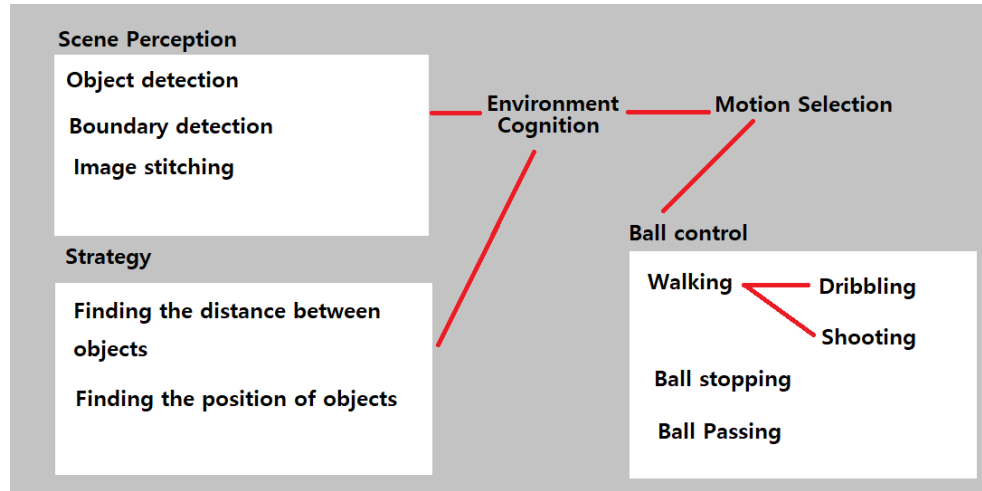 Scene Perception
Object detection
Boundary detection
Image stitching
Environment
Cognition
Motion Selection
Strategy
Finding the distance between
objects
Finding the position of objects
Ball control
Walking
Dribbling
Shooting
Ball stopping
Ball Passing